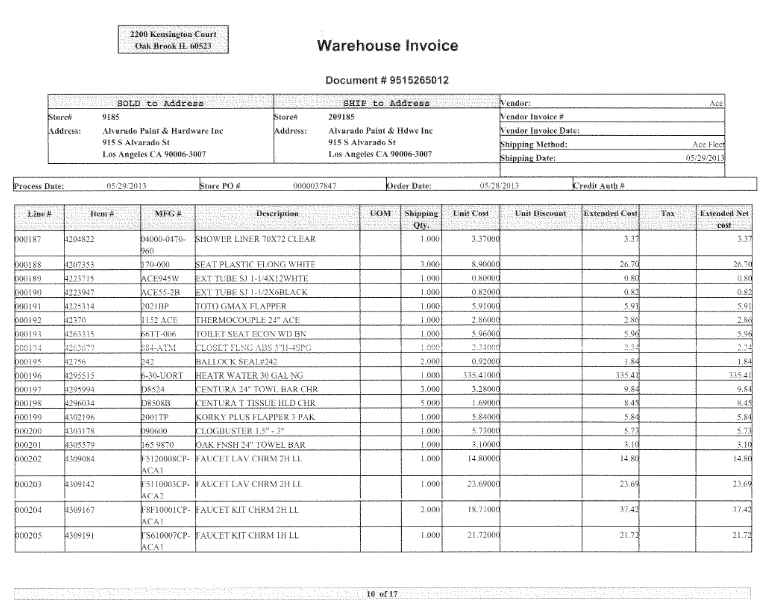 2200 Kensington Court
Oak Brook IL 60523
Warehouse Invoice
Document # 9515265012
SOLD to Address SHIP to Address Vendor: Ace
Store# 9185 Store# 209185 Vendor Invoice #
Address: Alvarado Paint & Hardware Inc Address: Alvarado Paint & Hdwe Inc Vendor Invoice Date:
915 S Alvarado St 915 S Alvarado St Shipping Method: Ace Fleet
Los Angeles CA 90006-3007 Los Angeles CA 90006-3007 Shipping Date: 05/29/2013
Process Date: 05/29/2013 Store PO # 0000037847 Order Date: 05/28/2013 Credit Auth #
Line # Item # MFG # Description UOM Shipping Qty. Unit Cost Unit Discount Extended Cost Tax Extended Net cost
000187 4204822 04000-0470-960 SHOWER LINER 70X72 CLEAR 1.000 3.37000 3.37 3.37
000188 4207353 170-000 SEAT PLASTIC ELONG WHITE 3.000 8.90000 26.70 26.70
000189 4223715 ACE945W EXT TUBE SJ 1-1/4X12WHTE 1.000 0.80000 0.80 0.80
000190 4223947 ACE55-2B EXT TUBE SJ 1-1/2X6BLACK 1.000 0.82000 0.82 0.82
000191 4225314 2021BP TOTO GMAX FLAPPER 1.000 5.91000 5.91 5.91
000192 42370 1152 ACE THERMOCOUPLE 24" ACE 1.000 2.86000 2.86 2.86
000193 4263315 66TT-006 TOILET SEAT ECON WD BN 1.000 5.96000 5.96 5.96
000194 884-ATM CLOSET FLNG ABS 3"H-4SPG 1.000 2.24000 2.24 2.24
000195 42756 242 BALLOCK SEAL#242 2.000 0.92000 1.84 1.84
000196 4295515 6-30-UORT HEATR WATER 30 GAL NG 1.000 335.41000 335.41 335.41
000197 4295994 D8524 CENTURA 24" TOWL BAR CHR 3.000 3.28000 9.84 9.84
000198 4296034 D8508B CENTURA T TISSUE HLD CHR 5.000 1.69000 8.45 8.45
000199 4302196 2001TP KORKY PLUS FLAPPER 3 PAK 1.000 5.84000 5.84 5.84
000200 4303178 090600 CLOGBUSTER 1.5" - 3" 1.000 5.73000 5.73 5.73
000201 4305579 165 9870 OAK FNSH 24" TOWEL BAR 1.000 3.10000 3.10 3.10
000202 4309084 F5120008CP-ACA1 FAUCET LAV CHRM 2H LL 1.000 14.80000 14.80 14.80
000203 4309142 F5110003CP-ACA2 FAUCET LAV CHRM 2H LL 1.000 23.69000 23.69 23.69
000204 4309167 F8F10001CP-ACA1 FAUCET KIT CHRM 2H LL 2.000 18.71000 37.42 37.42
000205 4309191 FS610007CP-ACA1 FAUCET KIT CHRM 1H LL 1.000 21.72000 21.72 21.72
10 of 17